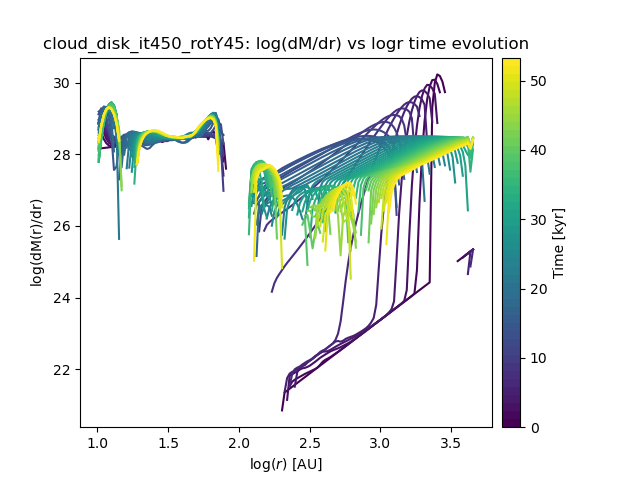 cloud_disk_it450_rotY45: log(dM/dr) vs logr time evolution
log(dM(r)/dr)
30
28
26
24
22
1.0 1.5 2.0 2.5 3.0 3.5
log(r) [AU]
50
40
30
20
10
0
Time [kyr]